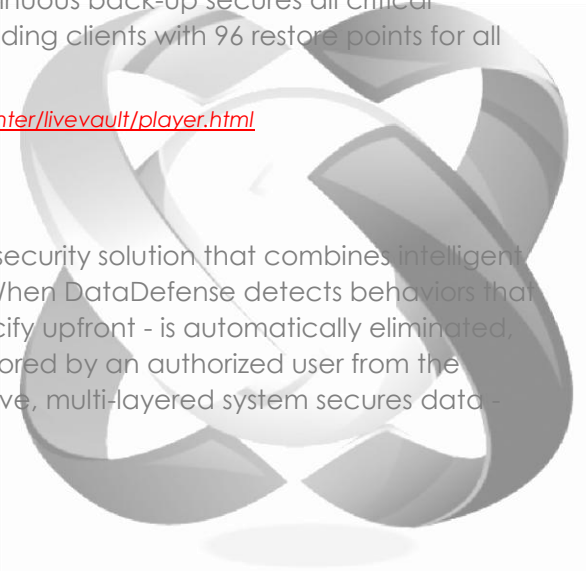 inuous back-up secures all critical
ding clients with 96 restore points for all
nter/livevault/player.html
security solution that combines intelligent
When DataDefense detects behaviors that
cify upfront - is automatically eliminated,
ored by an authorized user from the
ve, multi-layered system secures data -